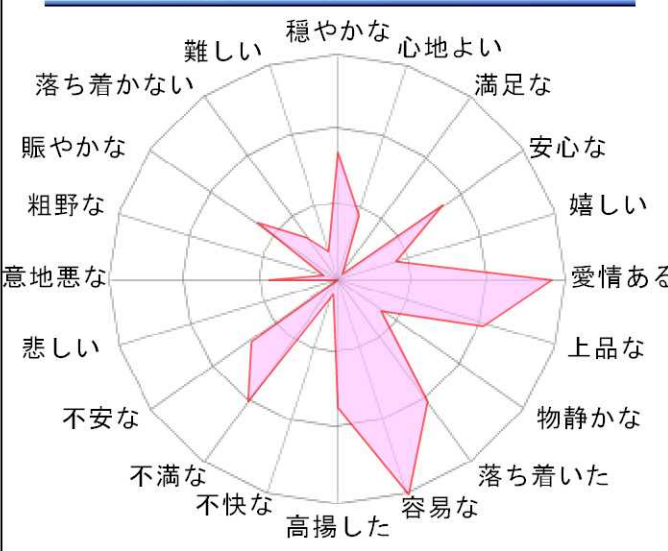 穏やかな
心地よい
満足な
安心な
嬉しい
愛情ある
上品な
物静かな
落ち着いた
容易な
高揚した
不快な
不満な
不安な
悲しい
意地悪な
粗野な
賑やかな
落ち着かない
難しい